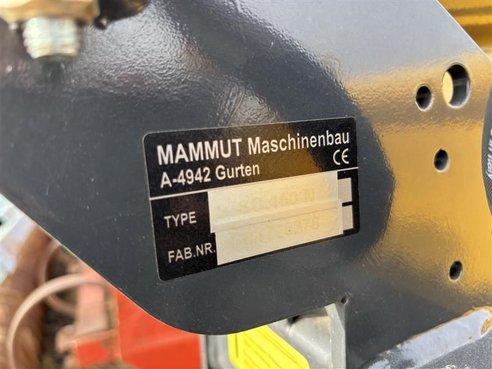 MAMMUT Maschinenbau
A-4942 Gurten CE
TYPE
FAB.NR.